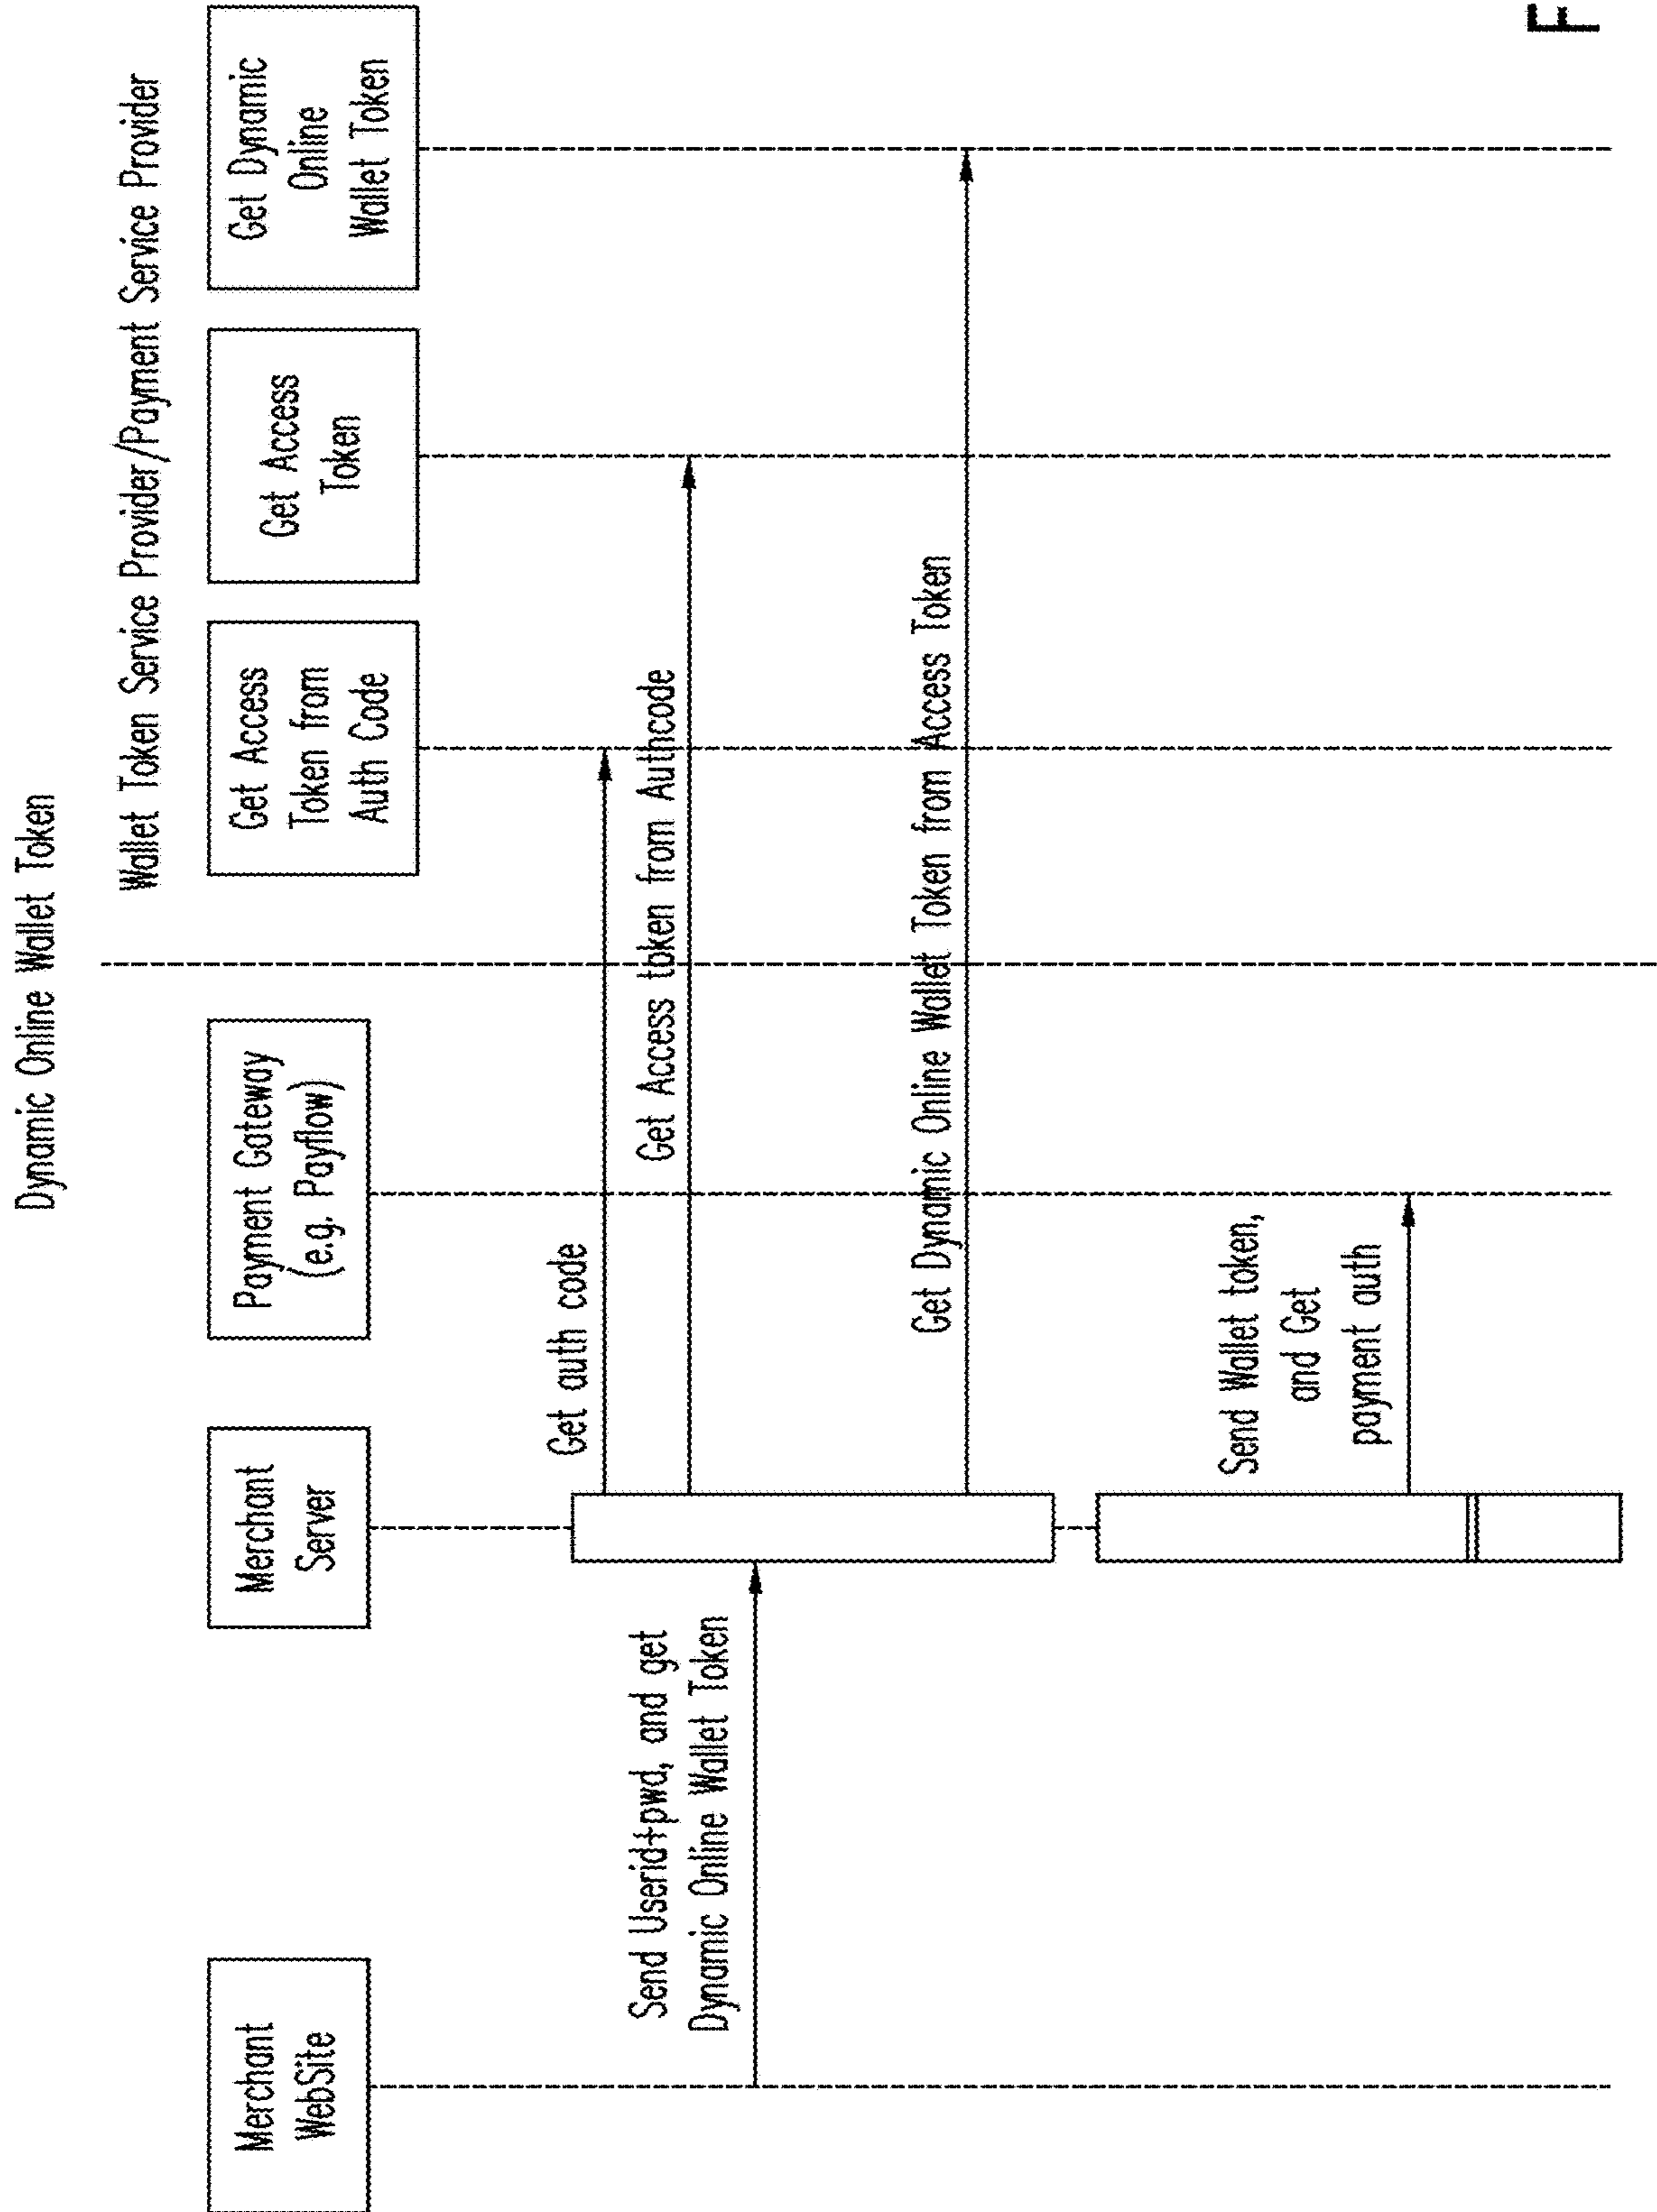 Dynamic Online Wallet Token
Wallet Token Service Provider/Payment Service Provider
Merchant
WebSite
Merchant
Server
Payment Gateway
(e.g. Payflow)
Get Access
Token from
Auth Code
Get Access
Token
Get Dynamic
Online
Wallet Token
Get auth code
Send Userid+pwd, and get
Dynamic Online Wallet Token
Get Access token from Authcode
Get Dynamic Online Wallet Token from Access Token
Send Wallet token,
and Get
payment auth
F